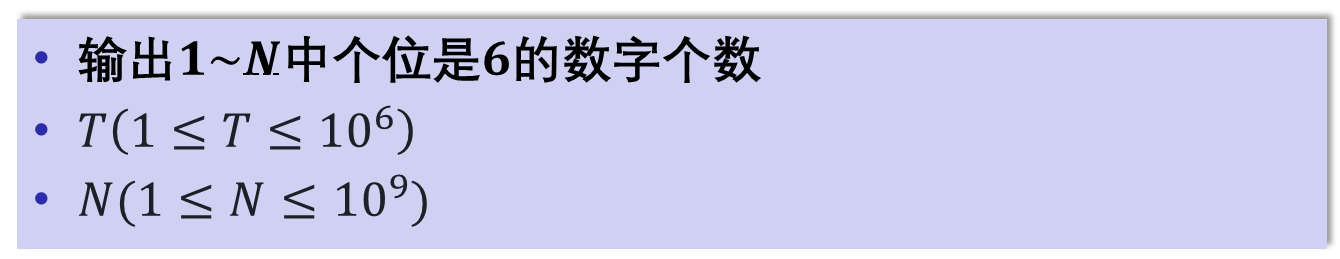 • 输出1~N中个位是6的数字个数
• T(1 ≤ T ≤ 10⁶)
• N(1 ≤ N ≤ 10⁹)